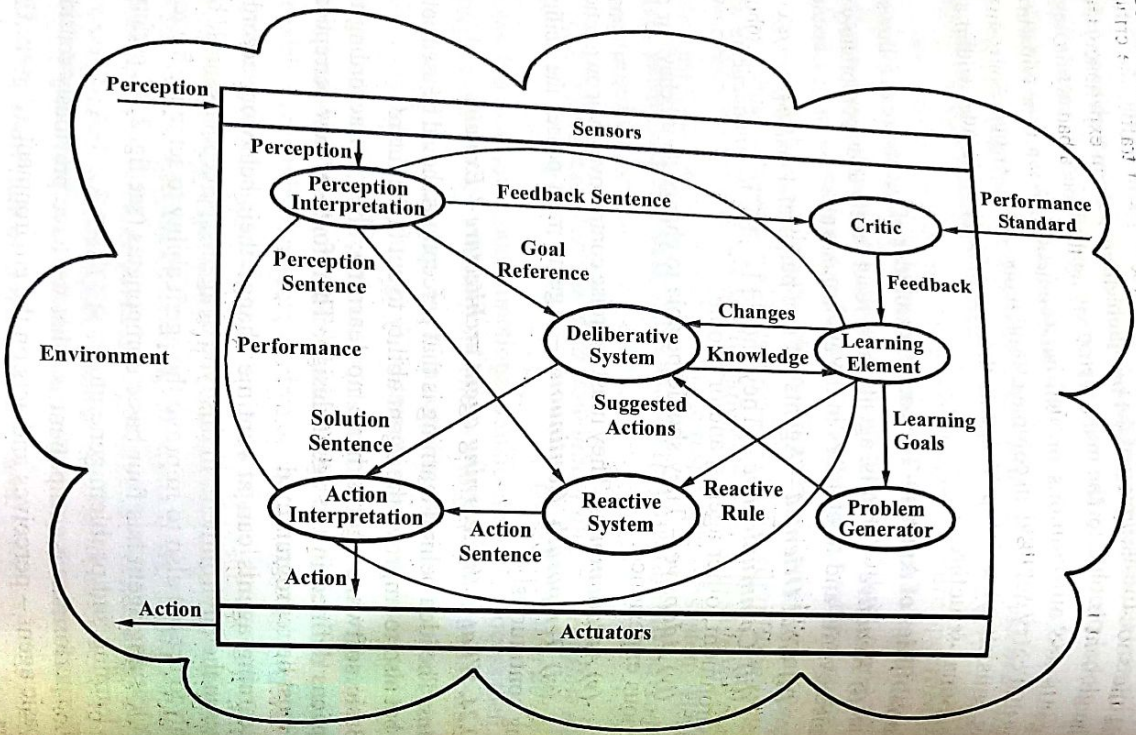 Perception
Sensors
Perception
Perception
Interpretation
Feedback Sentence
Performance
Standard
Critic
Goal
Reference
Perception
Sentence
Feedback
Changes
Deliberative
System
Knowledge
Learning
Element
Environment
Performance
Suggested
Actions
Solution
Sentence
Learning
Goals
Action
Interpretation
Reactive
System
Reactive
Rule
Problem
Generator
Action
Sentence
Action
Action
Actuators